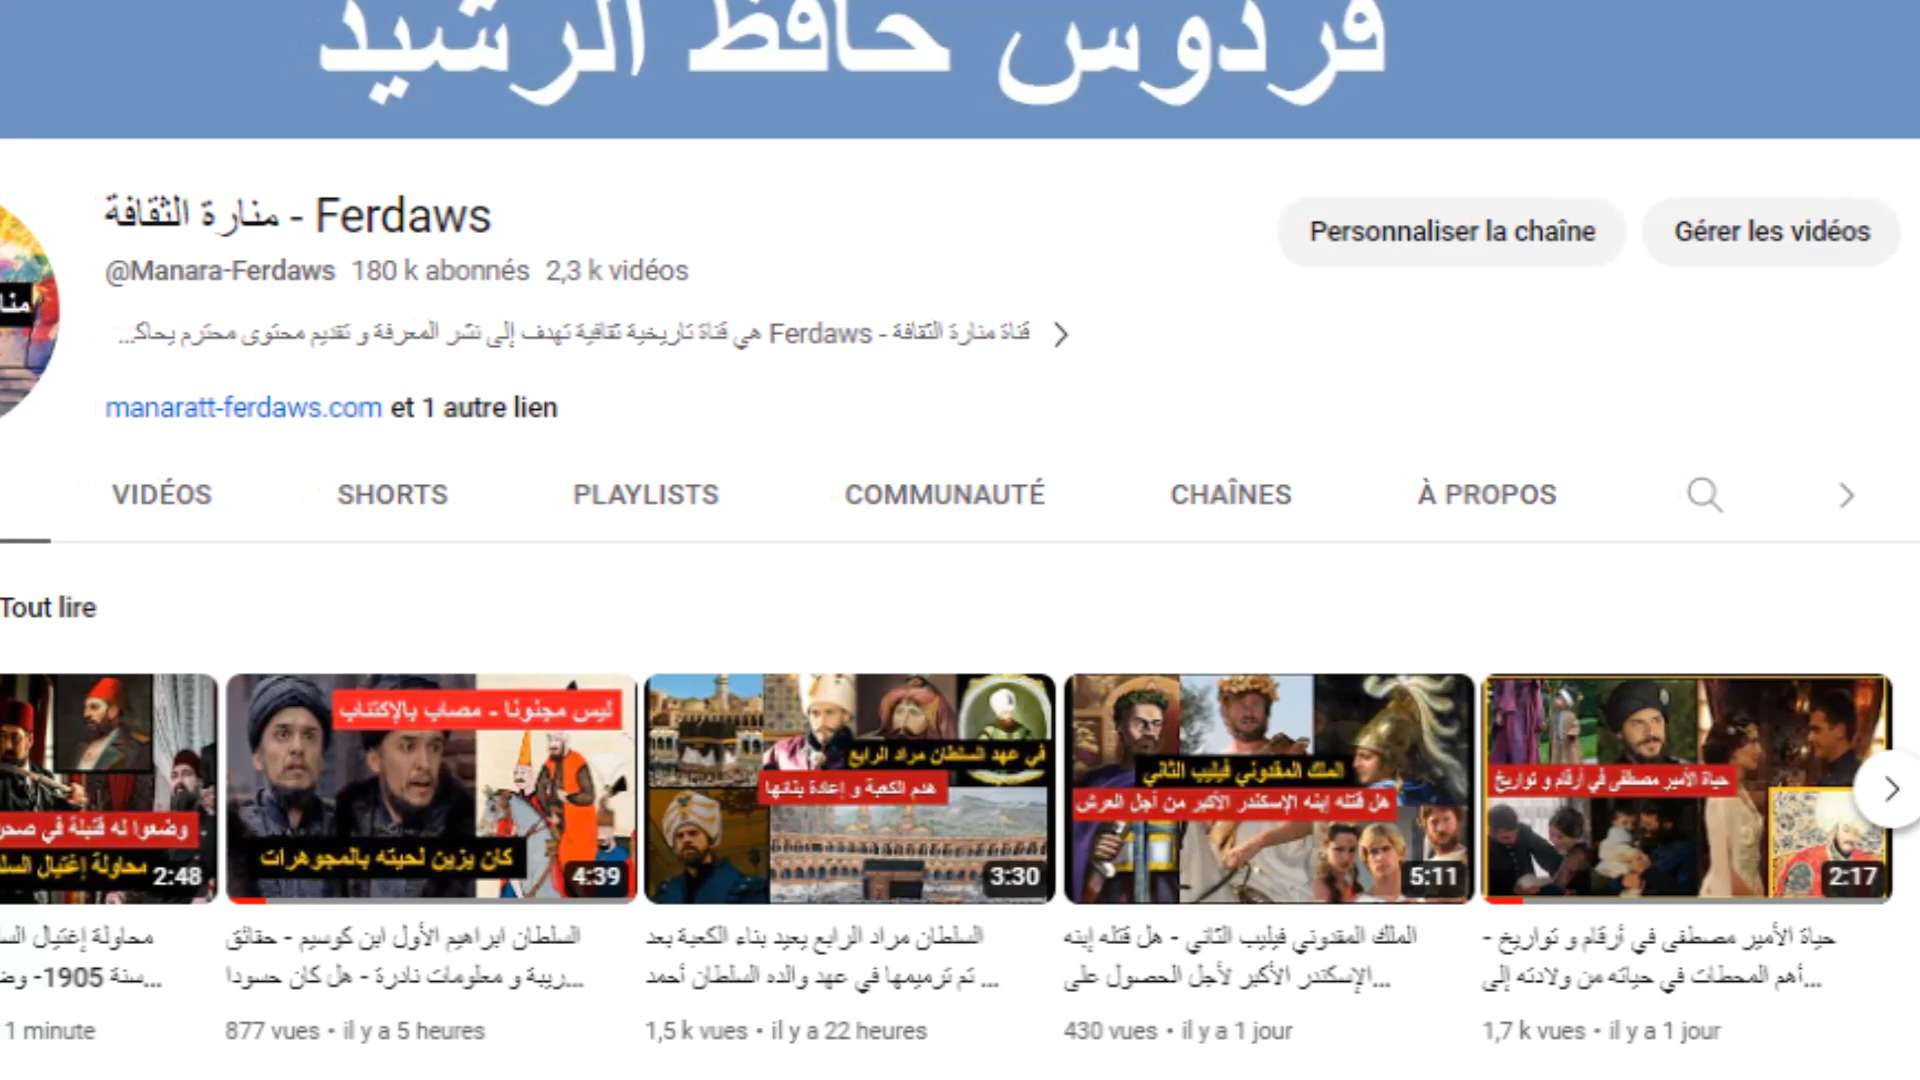 فردوس حافظ الرشيد
منارة الثقافة - Ferdaws
Personnaliser la chaîne
Gérer les vidéos
@Manara-Ferdaws 180 k abonnés 2,3 k vidéos
قناة منارة الثقافة - Ferdaws هي قناة تاريخية ثقافية تهدف إلى نشر المعرفة و تقديم محتوى محترم يحاك...
manaratt-ferdaws.com et 1 autre lien
VIDÉOS
SHORTS
PLAYLISTS
COMMUNAUTÉ
CHAÎNES
À PROPOS
Tout lire
وضعوا له قنبلة في
محاولة إغتيال
2:48
ليس مجنونا - مصاب بالإكتئاب
كان يزين لحيته بالمجوهرات
4:39
في عهد السلطان مراد الرابع
هدم الكعبة و إعادة بنائها
3:30
الملك المقدوني فيليب الثاني
هل قتله إبنه الإسكندر الأكبر من أجل العرش
5:11
حياة الأمير مصطفى في أرقام و تواريخ
2:17
محاولة إغتيال
سنة 1905-
1 minute
السلطان ابراهيم الأول ابن كوسيم - حقائق
...ريبة و معلومات نادرة - هل كان حسودا
877 vues • il y a 5 heures
السلطان مراد الرابع يعيد بناء الكعبة بعد
تم ترميمها في عهد والده السلطان أحمد ...
1,5 k vues • il y a 22 heures
الملك المقدوني فيليب الثاني - هل قتله إبنه
الإسكندر الأكبر لأجل الحصول على...
430 vues • il y a 1 jour
حياة الأمير مصطفى في أرقام و تواريخ -
أهم المحطات في حياته من ولادته إلى...
1,7 k vues • il y a 1 jour